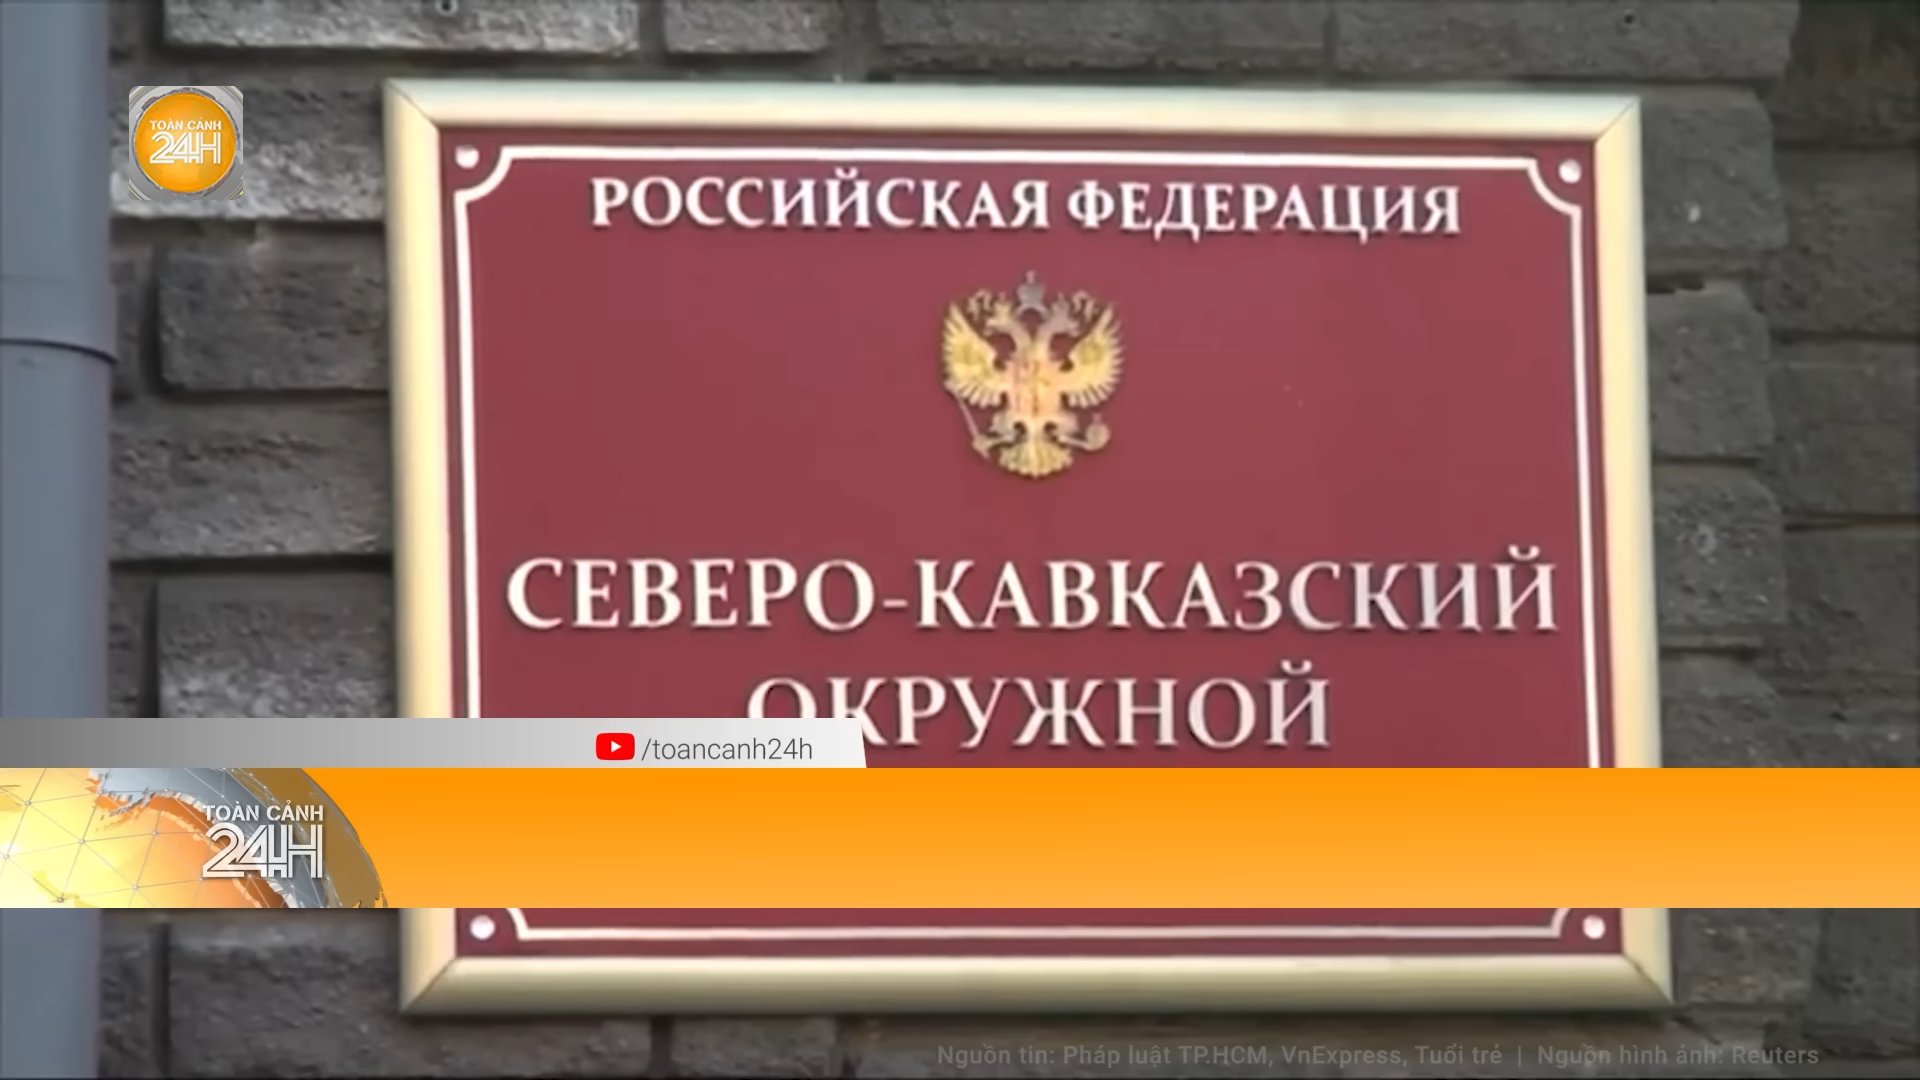 TOÀN CẢNH
24H
РОССИЙСКАЯ ФЕДЕРАЦИЯ
СЕВЕРО-КАВКАЗСКИЙ
ОКРУЖНОЙ
/toancanh24h
TOÀN CẢNH
24H
Nguồn tin: Pháp luật TP.HCM, VnExpress, Tuổi trẻ | Nguồn hình ảnh: Reuters